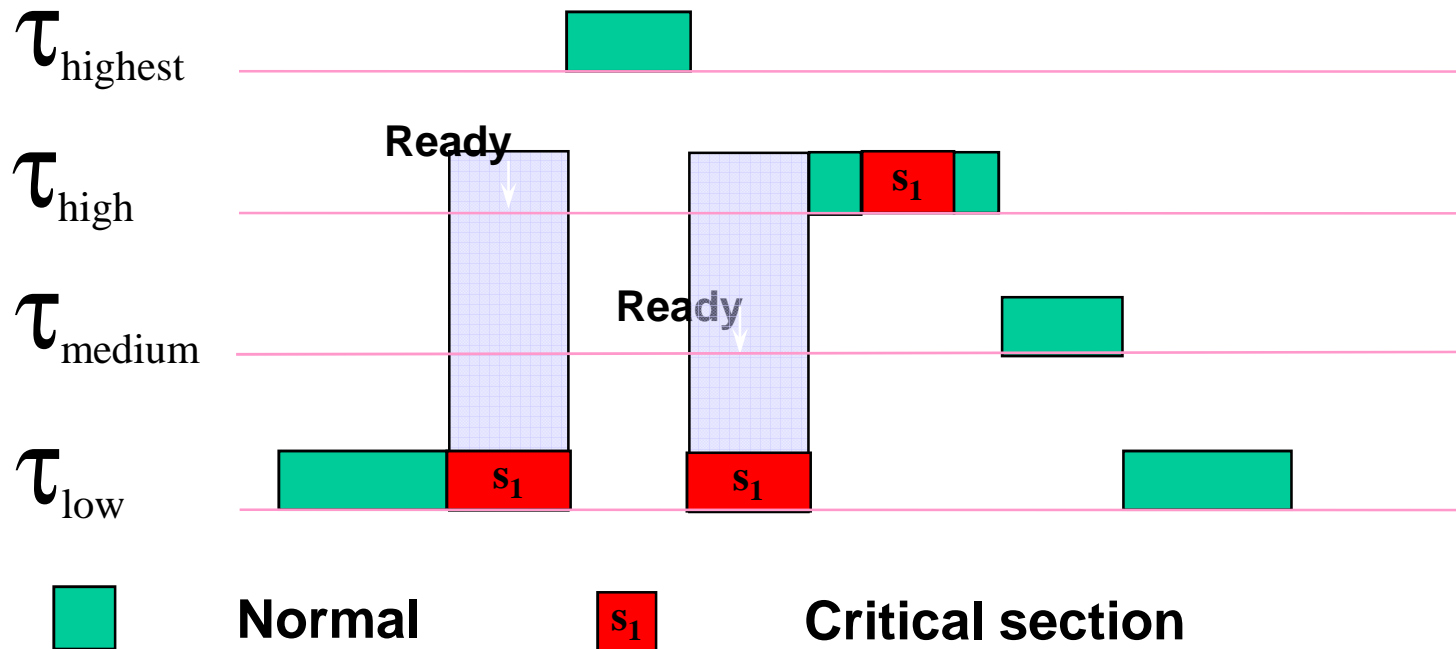 τhighest
Ready
τhigh
s1
Ready
τmedium
τlow
s1
s1
Normal
s1
Critical section